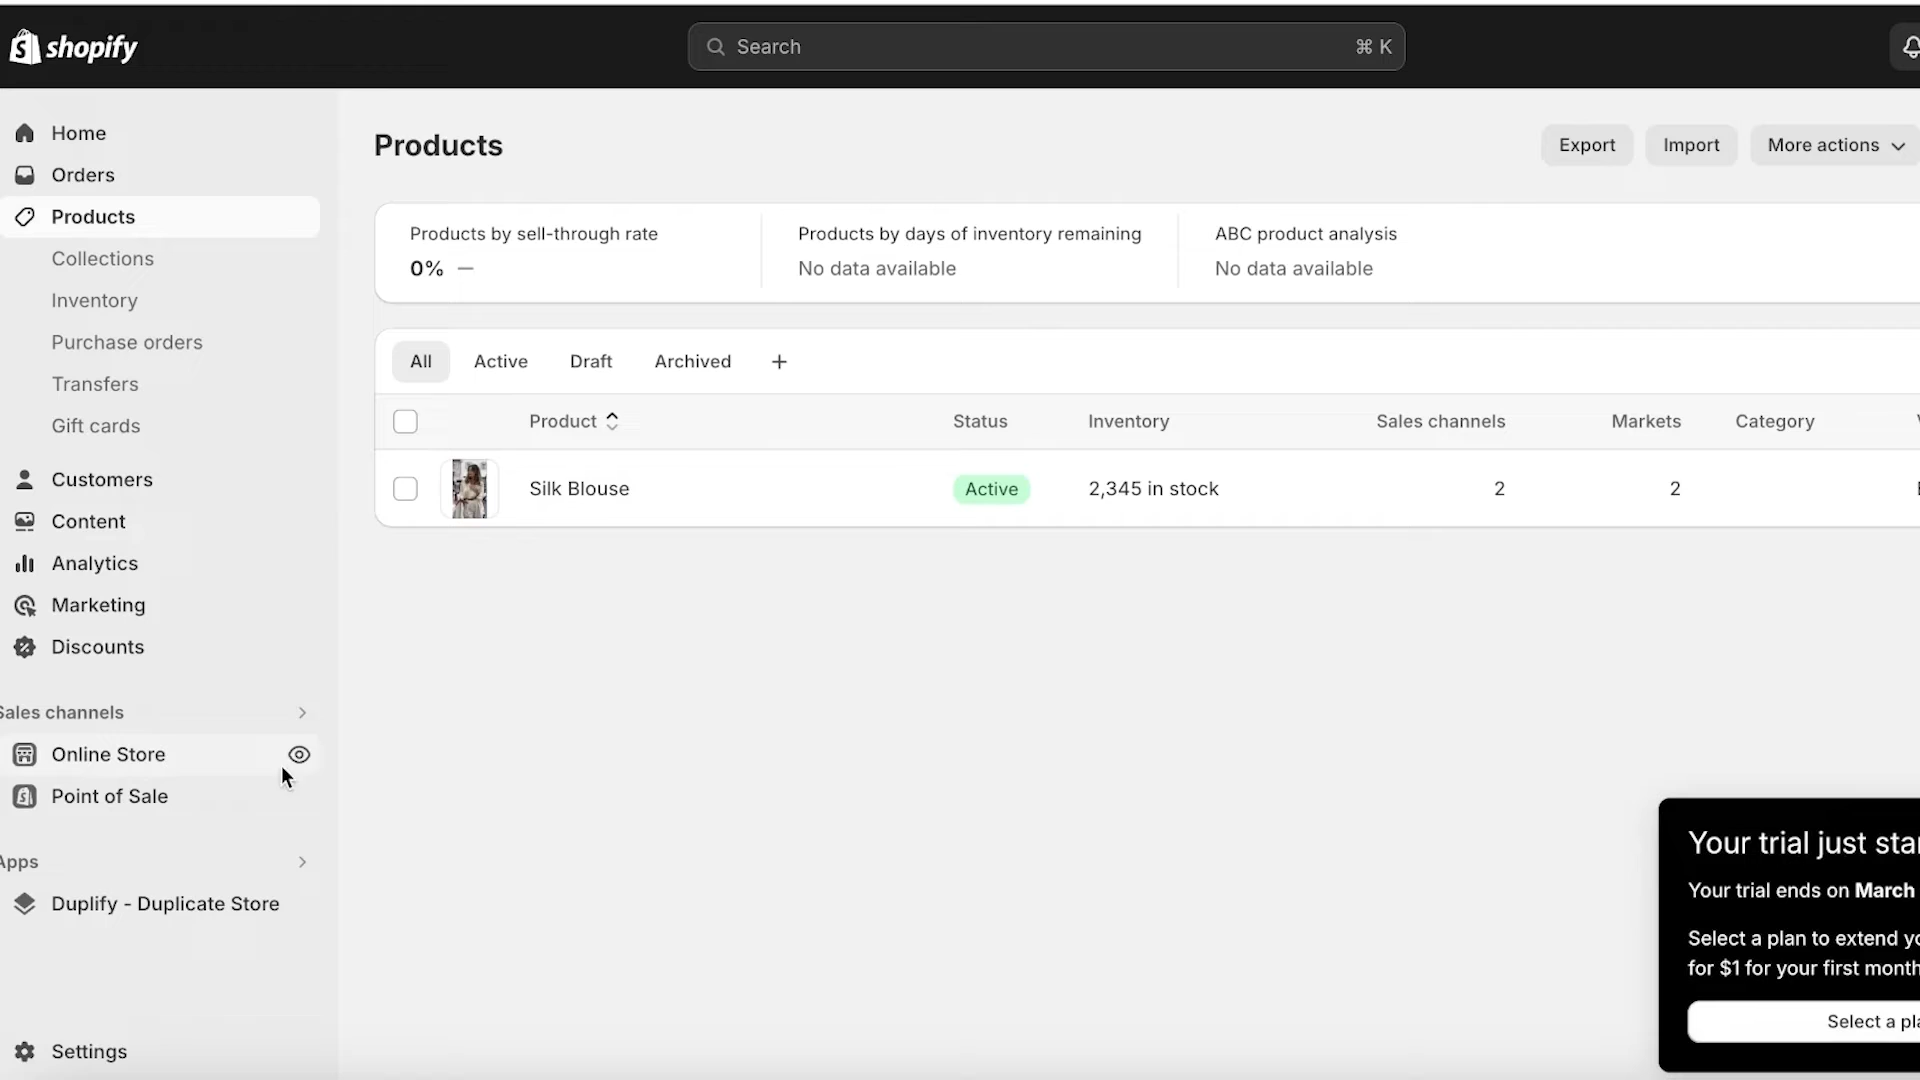 shopify
Search
⌘ K
Home
Orders
Products
Collections
Inventory
Purchase orders
Transfers
Gift cards
Customers
Content
Analytics
Marketing
Discounts
Sales channels
Online Store
Point of Sale
Apps
Duplify - Duplicate Store
Settings
Products
Export
Import
More actions
Products by sell-through rate
0% —
Products by days of inventory remaining
No data available
ABC product analysis
No data available
All
Active
Draft
Archived
+
Product
Status
Inventory
Sales channels
Markets
Category
Silk Blouse
Active
2,345 in stock
2
2
Your trial just
Your trial ends on March
Select a plan to extend
for $1 for your first month
Select a